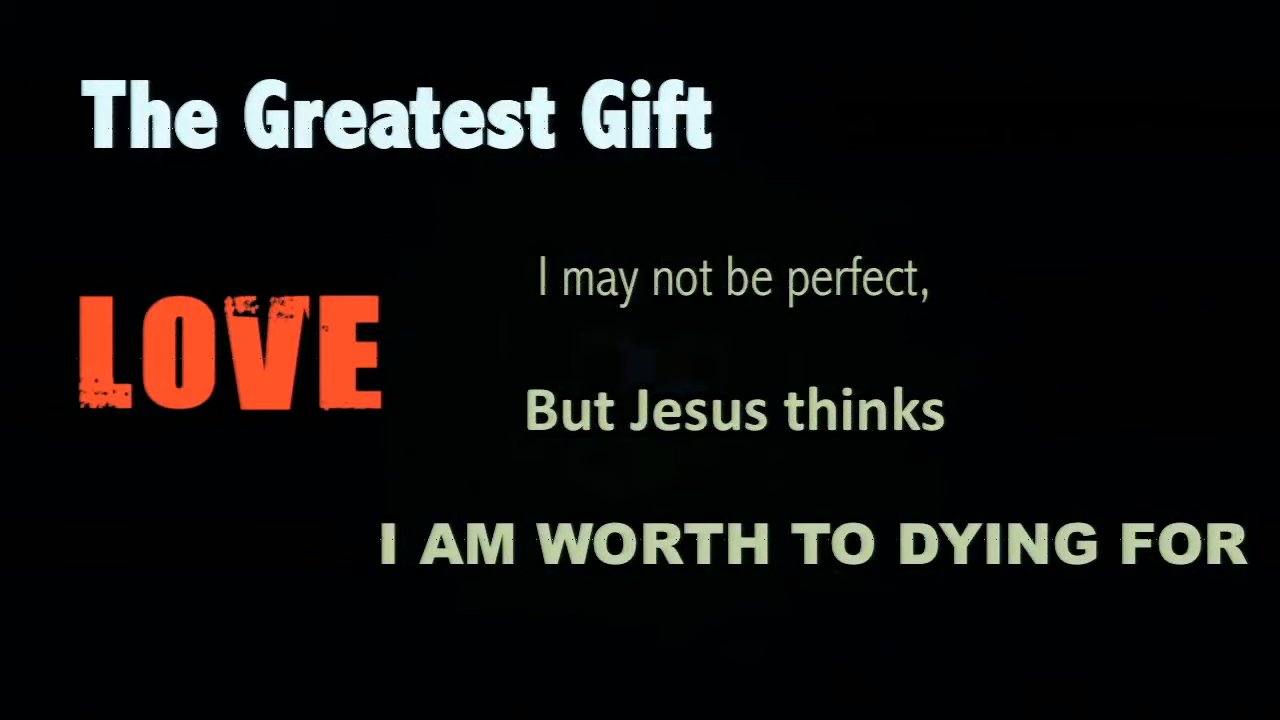 The Greatest Gift
LOVE
I may not be perfect,
But Jesus thinks
I AM WORTH TO DYING FOR